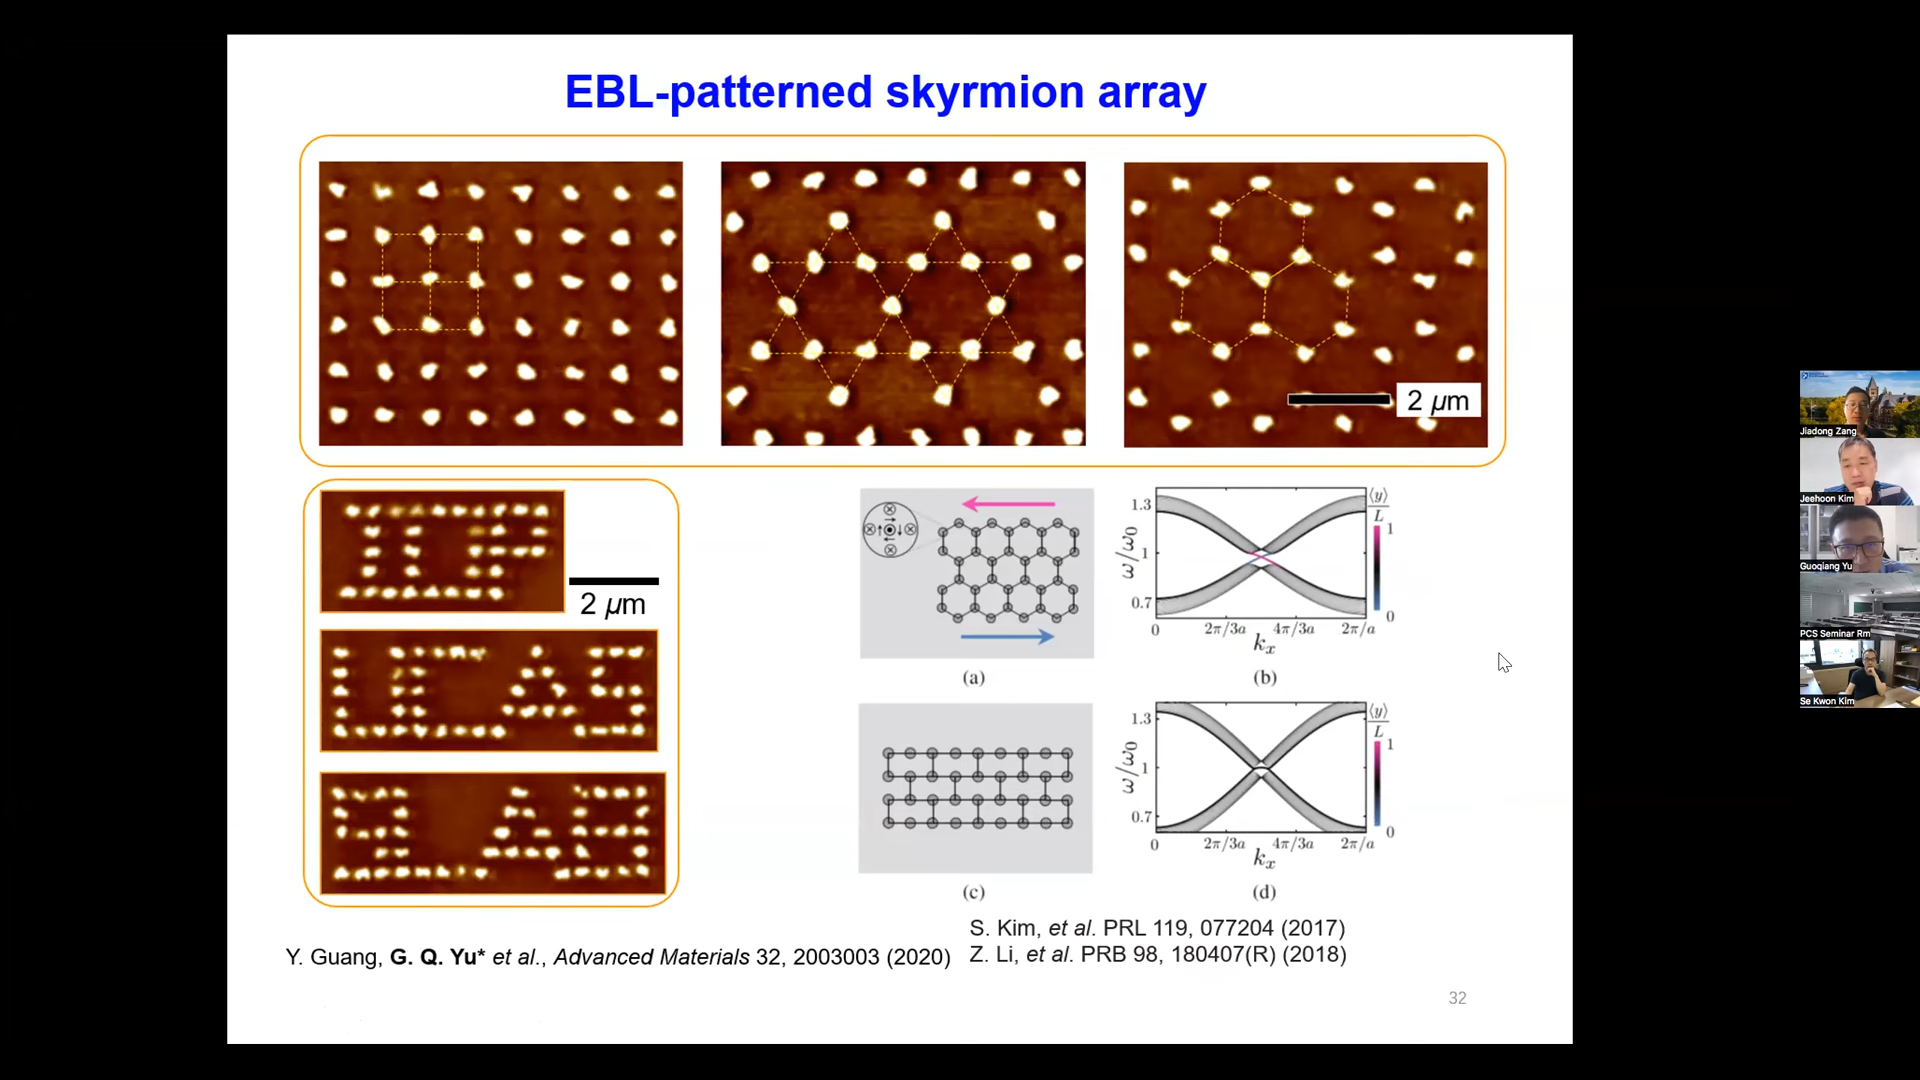 EBL-patterned skyrmion array
2 µm
2 µm
(a)
1.3
1
0.7
ω/ω₀
0
2π/3a
4π/3a
2π/a
kₓ
⟨y⟩
L
1
0
(b)
(c)
1.3
1
0.7
ω/ω₀
0
2π/3a
4π/3a
2π/a
kₓ
⟨y⟩
L
1
0
(d)
S. Kim, et al. PRL 119, 077204 (2017)
Y. Guang, G. Q. Yu* et al., Advanced Materials 32, 2003003 (2020)
Z. Li, et al. PRB 98, 180407(R) (2018)
32
Jiadong Zang
Jeehoon Kim
Guoqiang Yu
PCS Seminar Rm
Se Kwon Kim